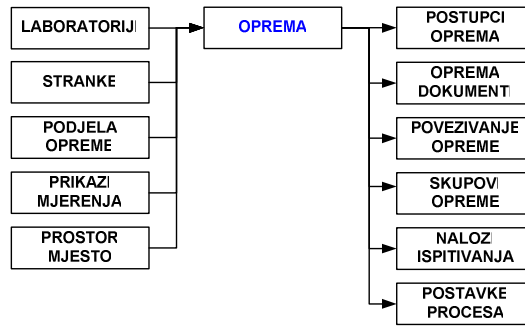 LABORATORIJI
STRANKE
PODJELA
OPREME
PRIKAZI
MJERENJA
PROSTOR
MJESTO
OPREMA
POSTUPCI
OPREMA
OPREMA
DOKUMENTI
POVEZIVANJE
OPREME
SKUPOVI
OPREME
NALOZI
ISPITIVANJA
POSTAVKE
PROCESA